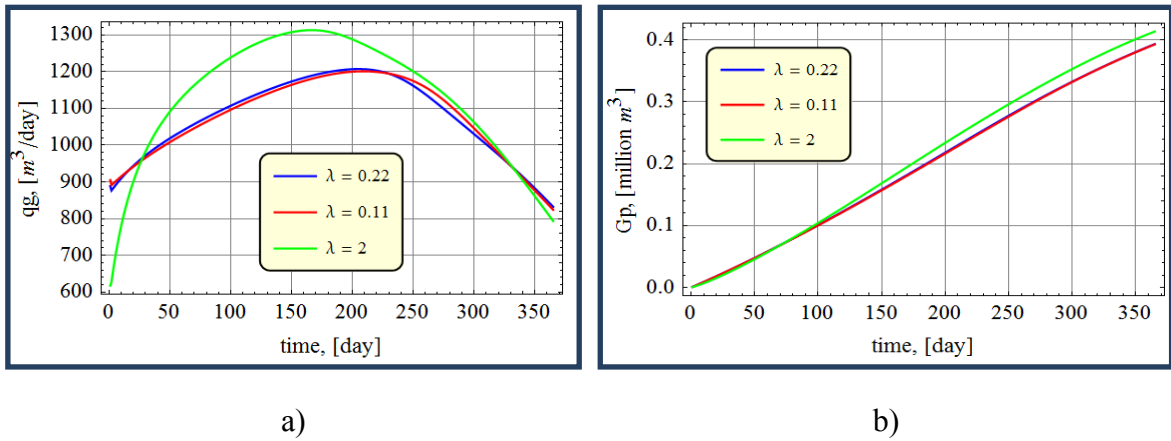 a)
qg, [m³/day]
1300
1200
1100
1000
900
800
700
600
λ = 0.22
λ = 0.11
λ = 2
0 50 100 150 200 250 300 350
time, [day]
b)
Gp, [million m³]
0.4
0.3
0.2
0.1
0.0
λ = 0.22
λ = 0.11
λ = 2
0 50 100 150 200 250 300 350
time, [day]